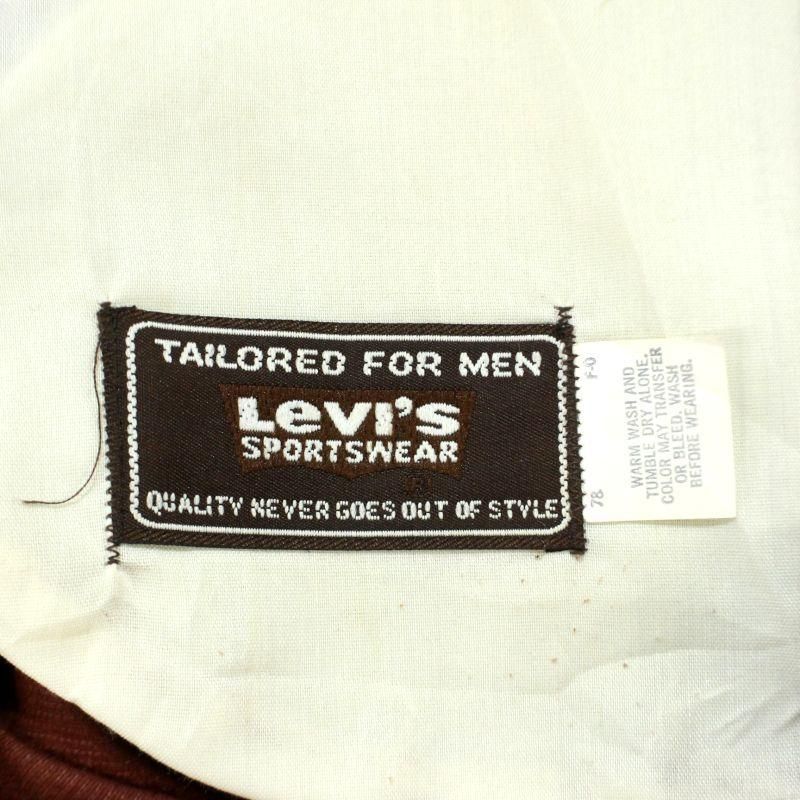 TAILORED FOR MEN
LeVI'S
SPORTSWEAR
®
QUALITY NEVER GOES OUT OF STYLE
78
WARM WASH AND
TUMBLE DRY ALONE.
COLOR MAY TRANSFER
OR BLEED. WASH
BEFORE WEARING.